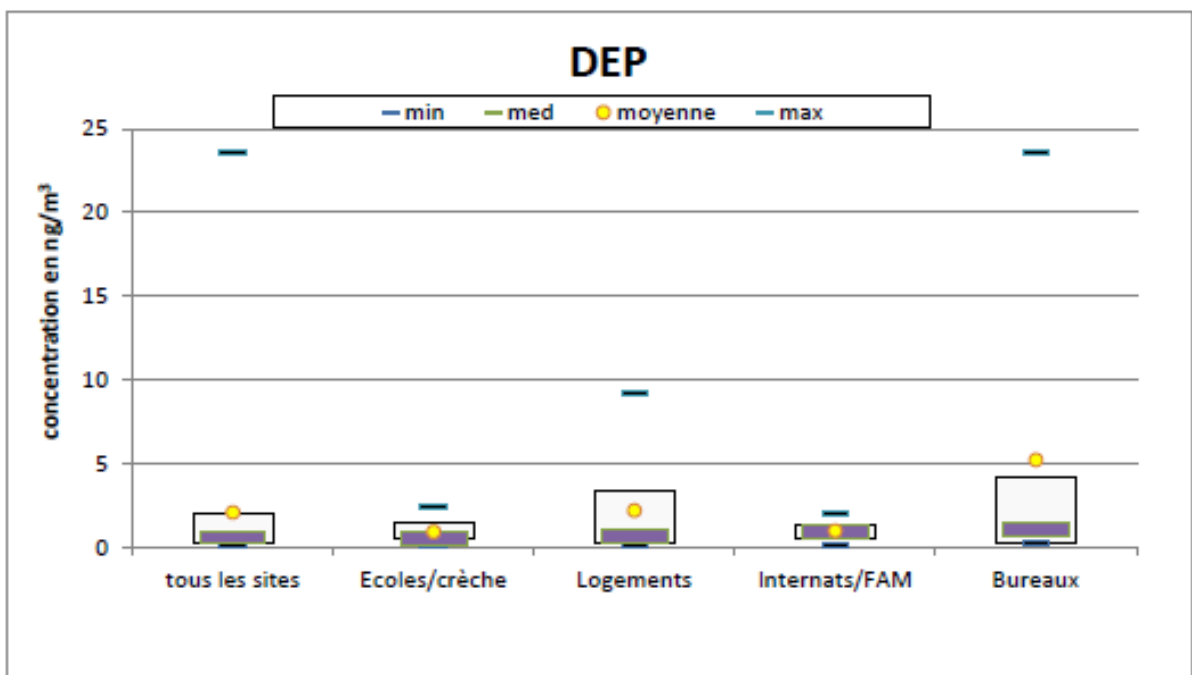 DEP
min med moyenne max
concentration en ng/m³
25
20
15
10
5
0
tous les sites Ecoles/crèche Logements Internats/FAM Bureaux